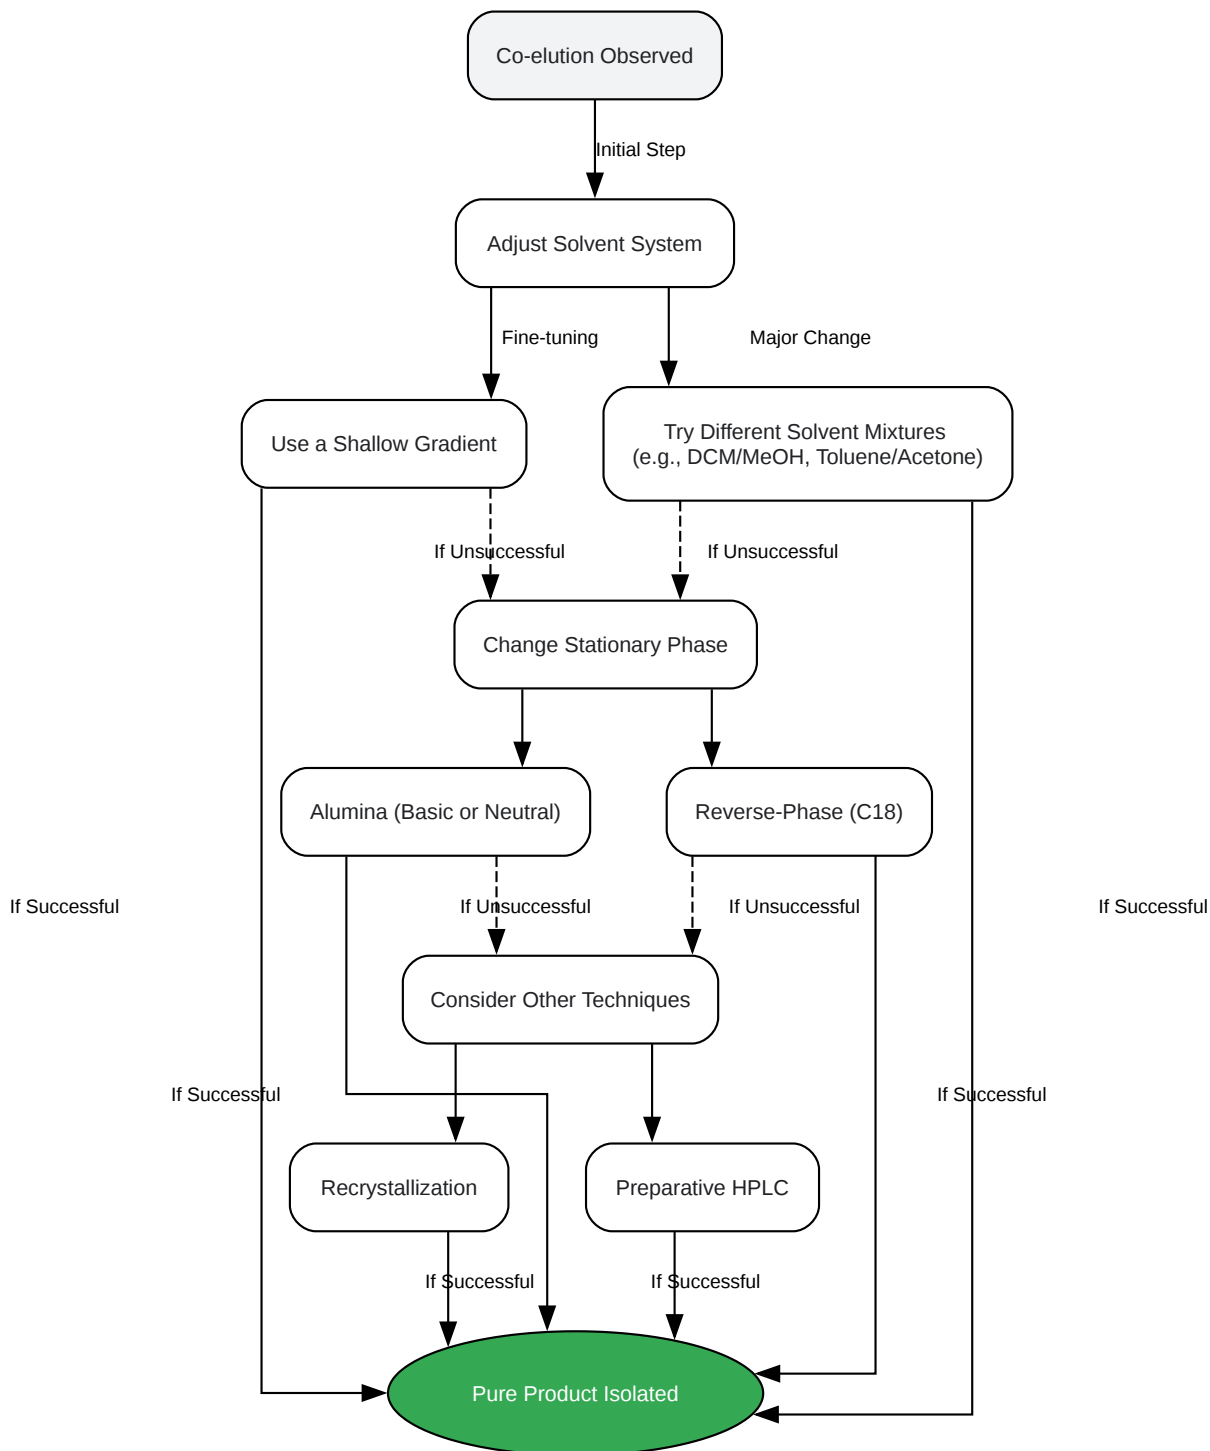 Co-elution Observed
Initial Step
Adjust Solvent System
Fine-tuning
Major Change
Use a Shallow Gradient
Try Different Solvent Mixtures
(e.g., DCM/MeOH, Toluene/Acetone)
If Unsuccessful
If Unsuccessful
Change Stationary Phase
Alumina (Basic or Neutral)
Reverse-Phase (C18)
If Successful
If Unsuccessful
If Unsuccessful
If Successful
Consider Other Techniques
If Successful
If Successful
Recrystallization
Preparative HPLC
If Successful
If Successful
Pure Product Isolated